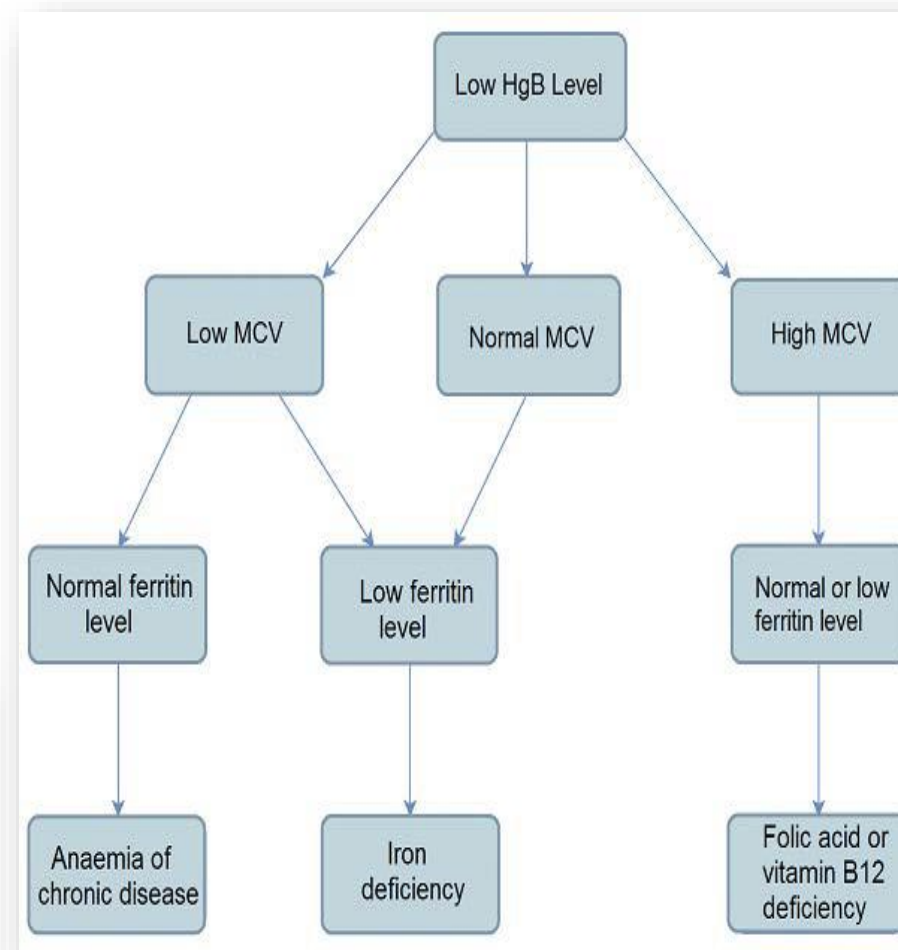 Low HgB Level
Low MCV
Normal MCV
High MCV
Normal ferritin
level
Low ferritin
level
Normal or low
ferritin level
Anaemia of
chronic disease
Iron
deficiency
Folic acid or
vitamin B12
deficiency